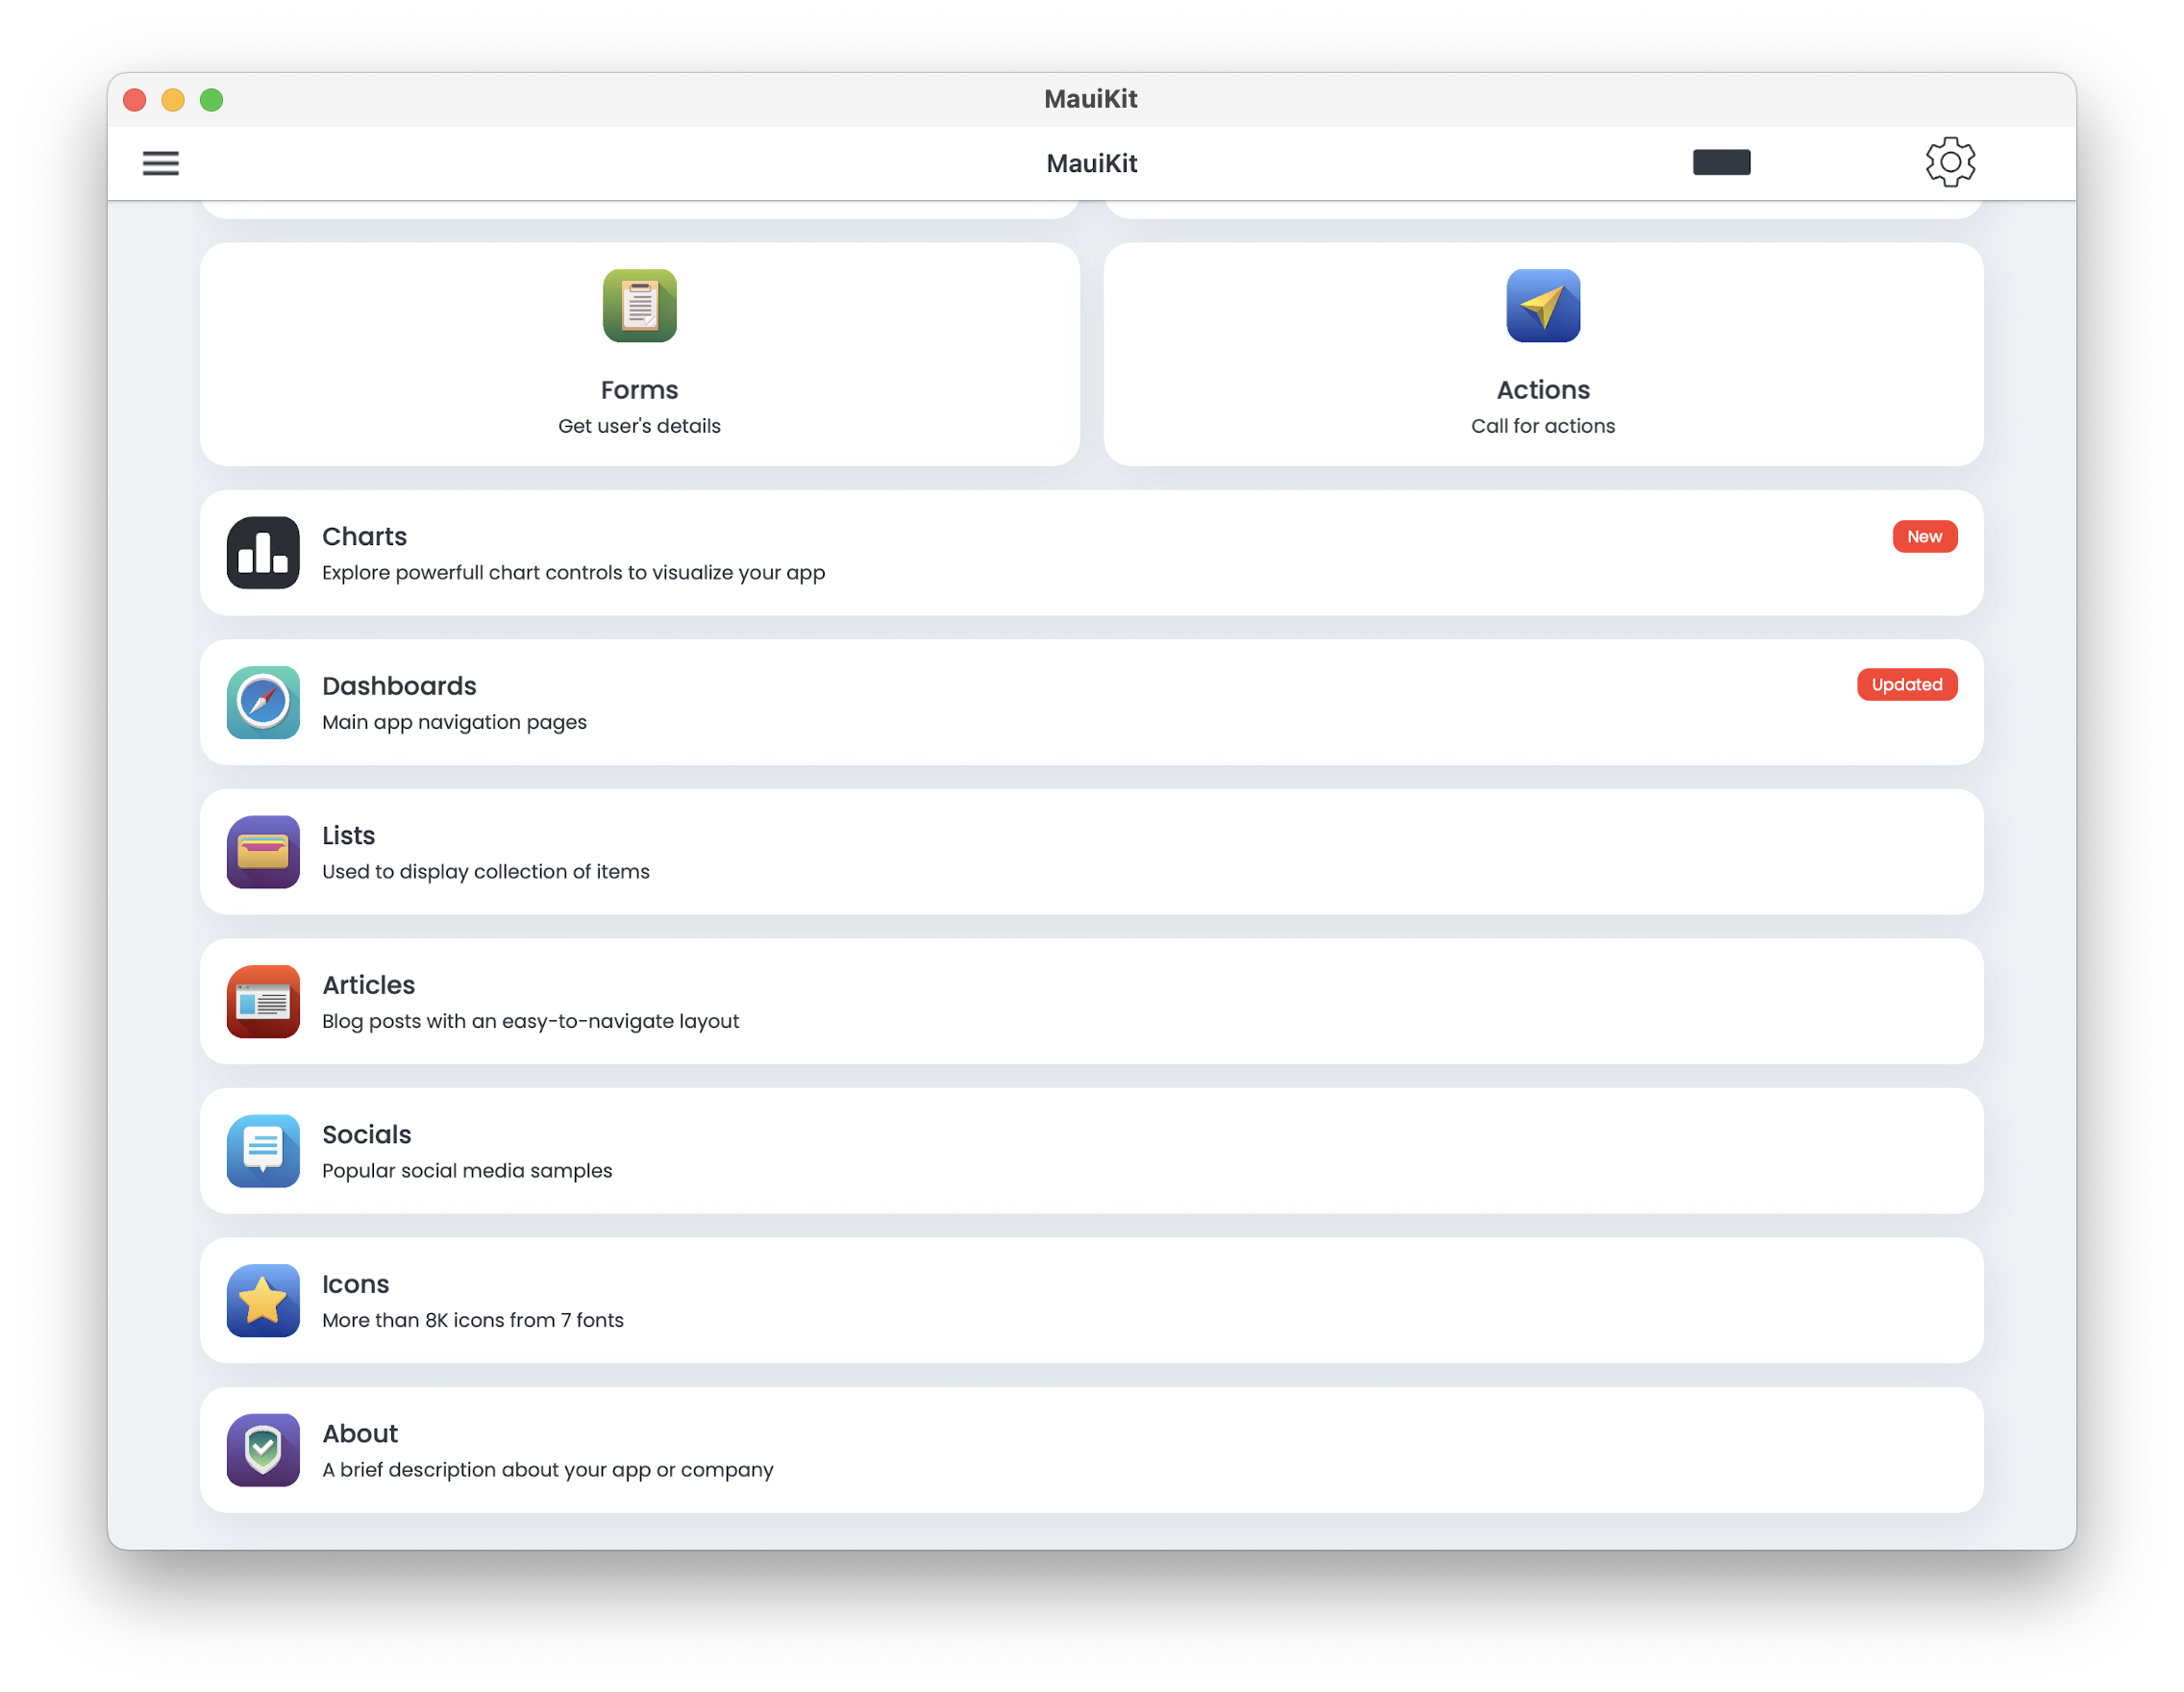 MauiKit
MauiKit
Forms
Get user's details
Actions
Call for actions
Charts
Explore powerfull chart controls to visualize your app
New
Dashboards
Main app navigation pages
Updated
Lists
Used to display collection of items
Articles
Blog posts with an easy-to-navigate layout
Socials
Popular social media samples
Icons
More than 8K icons from 7 fonts
About
A brief description about your app or company